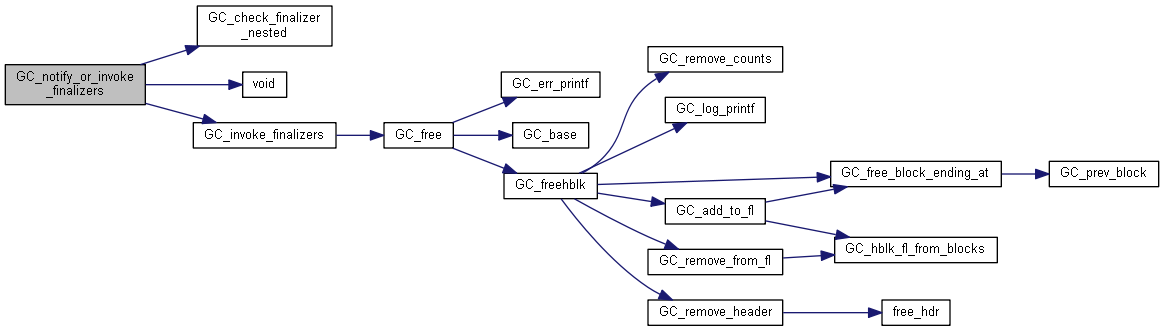 GC_notify_or_invoke
_finalizers
GC_check_finalizer
_nested
void
GC_invoke_finalizers
GC_free
GC_err_printf
GC_base
GC_freehblk
GC_remove_counts
GC_log_printf
GC_free_block_ending_at
GC_prev_block
GC_add_to_fl
GC_hblk_fl_from_blocks
GC_remove_from_fl
GC_remove_header
free_hdr